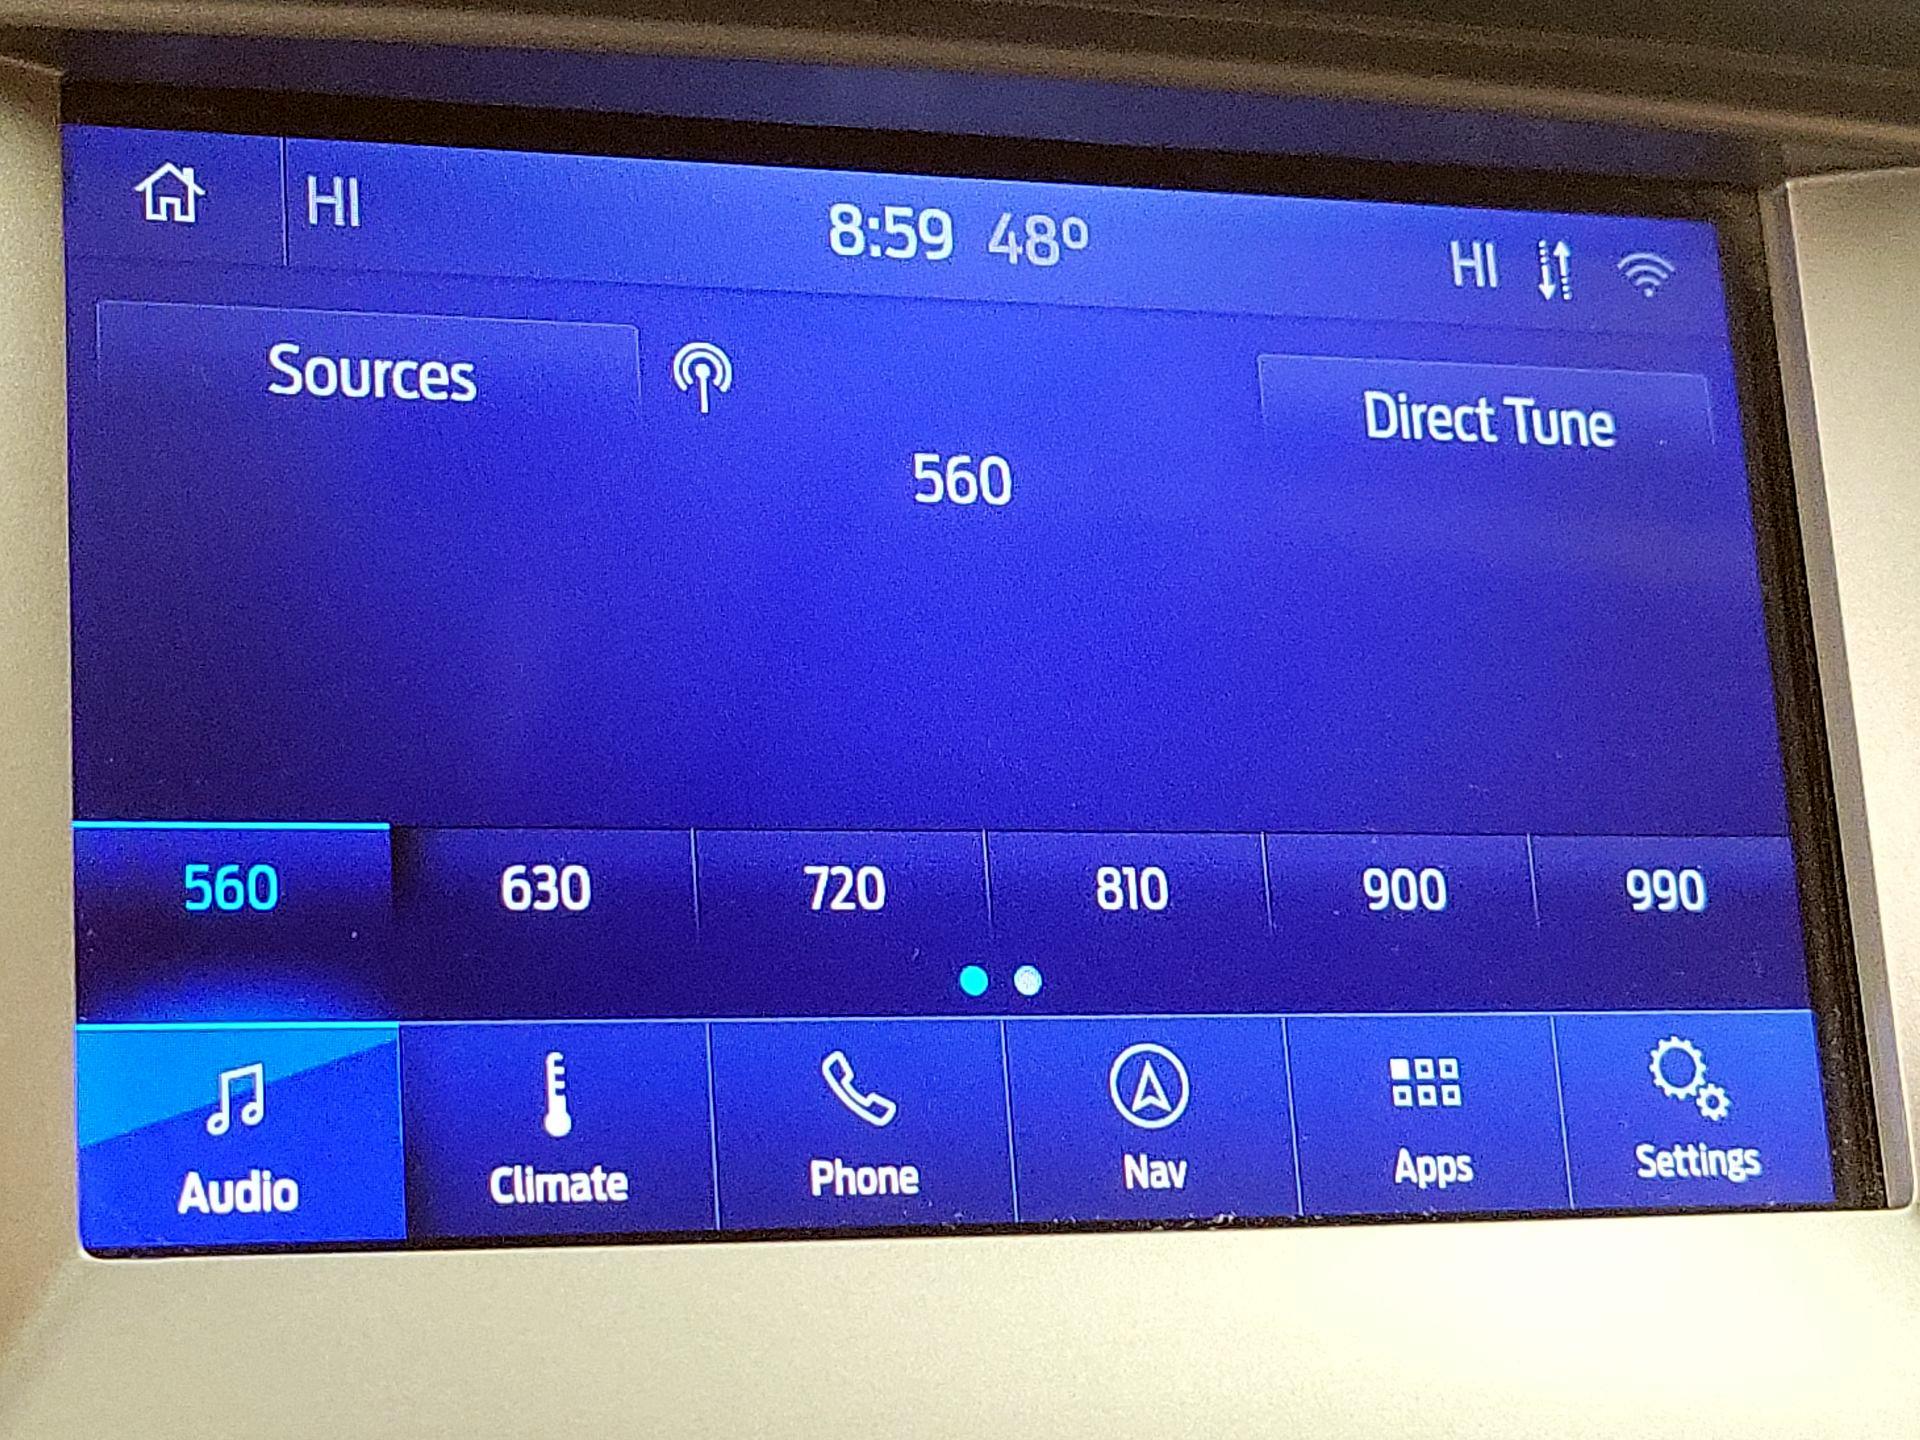 HI 8:59 48° HI
Sources
Direct Tune
560
560 630 720 810 900 990
Audio Climate Phone Nav Apps Settings